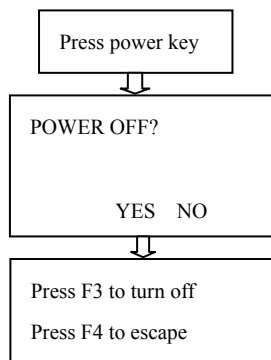 Press power key
POWER OFF?
YES NO
Press F3 to turn off
Press F4 to escape